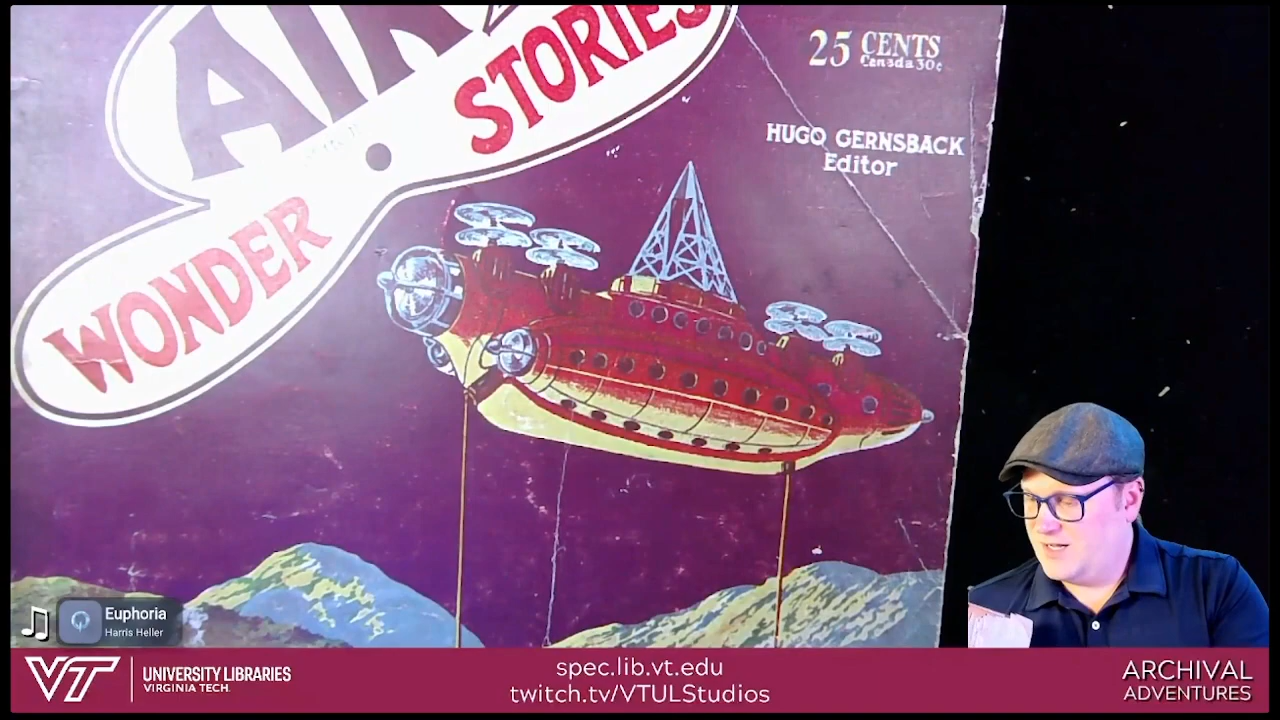 AIR
WONDER STORIES
25 CENTS
Canada 30c
HUGO GERNSBACK
Editor
Euphoria
Harris Heller
VT UNIVERSITY LIBRARIES
VIRGINIA TECH.
spec.lib.vt.edu
twitch.tv/VTULStudios
ARCHIVAL
ADVENTURES